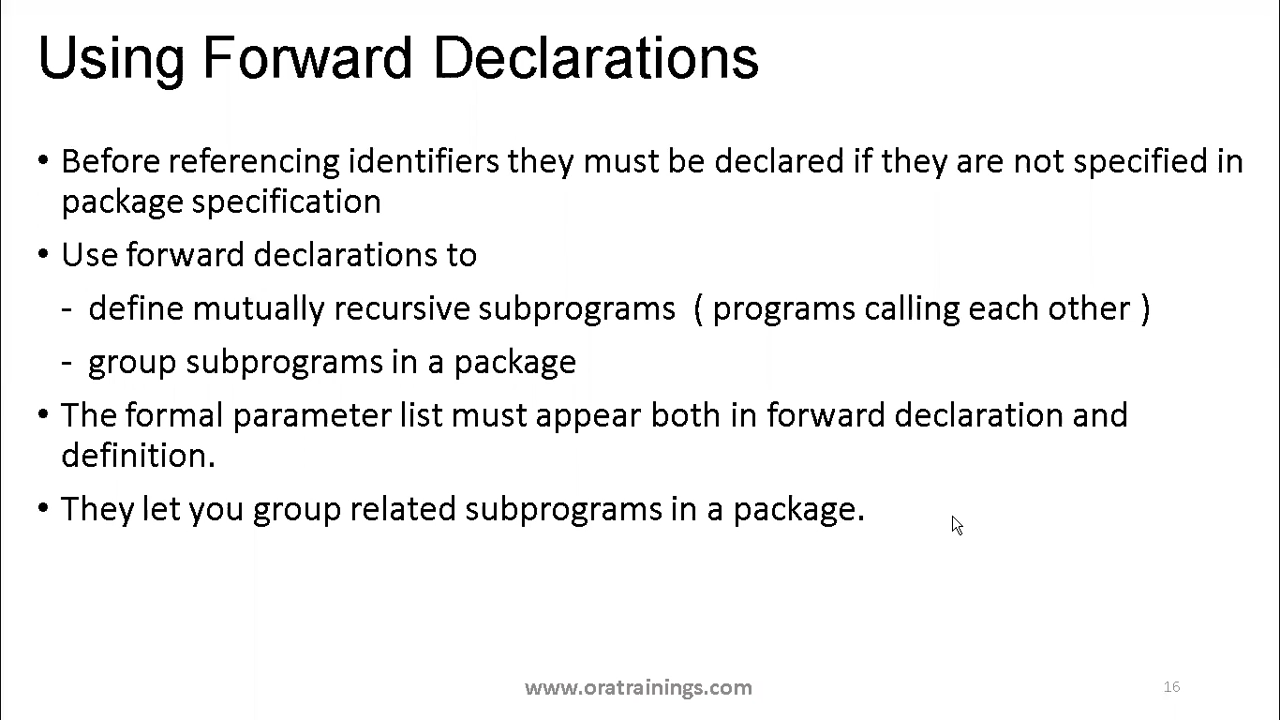 Using Forward Declarations
• Before referencing identifiers they must be declared if they are not specified in
package specification
• Use forward declarations to
- define mutually recursive subprograms ( programs calling each other )
- group subprograms in a package
• The formal parameter list must appear both in forward declaration and
definition.
• They let you group related subprograms in a package.
www.oratrainings.com
16